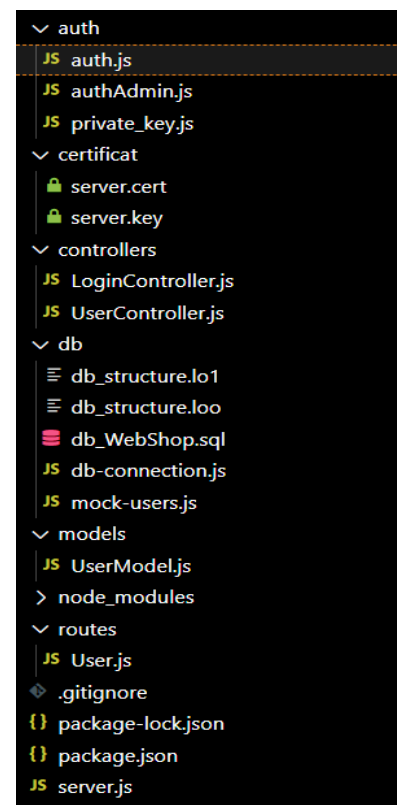 auth
JS auth.js
JS authAdmin.js
JS private_key.js
certificat
server.cert
server.key
controllers
JS LoginController.js
JS UserController.js
db
db_structure.lo1
db_structure.loo
db_WebShop.sql
JS db-connection.js
JS mock-users.js
models
JS UserModel.js
node_modules
routes
JS User.js
.gitignore
{} package-lock.json
{} package.json
JS server.js